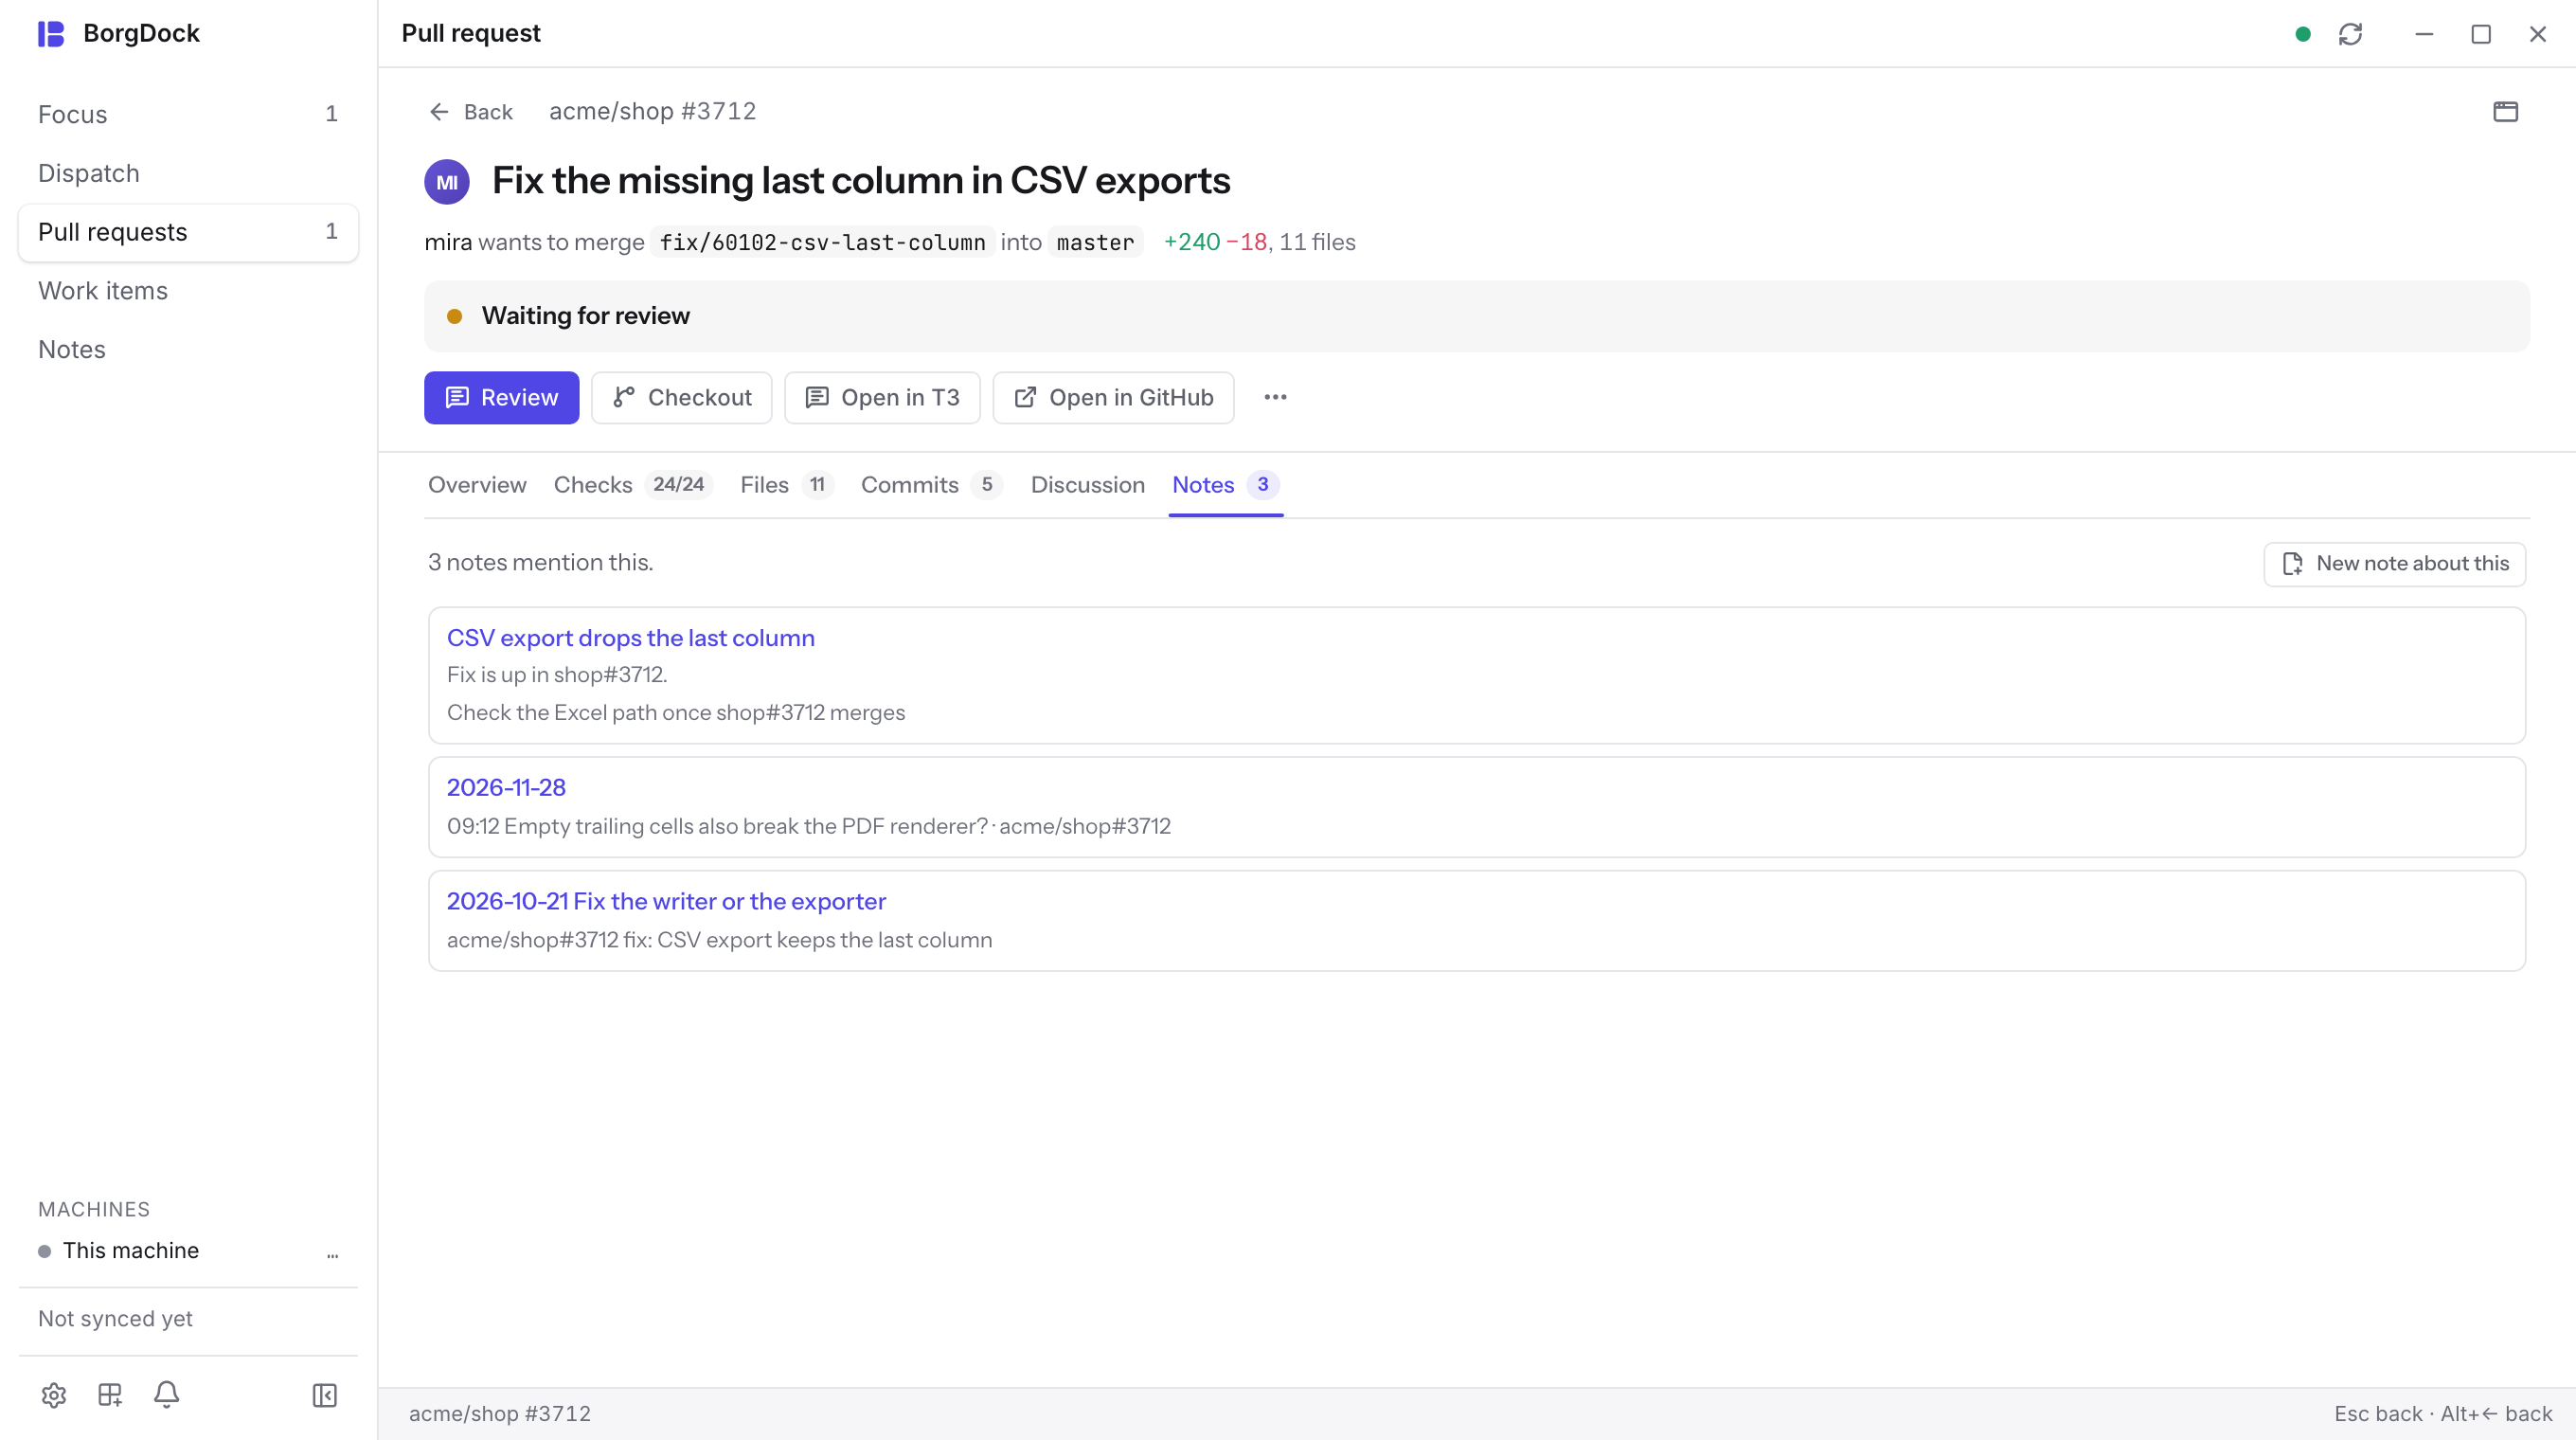 BorgDock
Focus 1
Dispatch
Pull requests 1
Work items
Notes
MACHINES
This machine ...
Not synced yet
Pull request
Back acme/shop #3712
MI Fix the missing last column in CSV exports
mira wants to merge fix/60102-csv-last-column into master +240 −18, 11 files
Waiting for review
Review Checkout Open in T3 Open in GitHub
Overview Checks 24/24 Files 11 Commits 5 Discussion Notes 3
3 notes mention this. New note about this
CSV export drops the last column
Fix is up in shop#3712.
Check the Excel path once shop#3712 merges
2026-11-28
09:12 Empty trailing cells also break the PDF renderer? · acme/shop#3712
2026-10-21 Fix the writer or the exporter
acme/shop#3712 fix: CSV export keeps the last column
acme/shop #3712 Esc back · Alt+← back